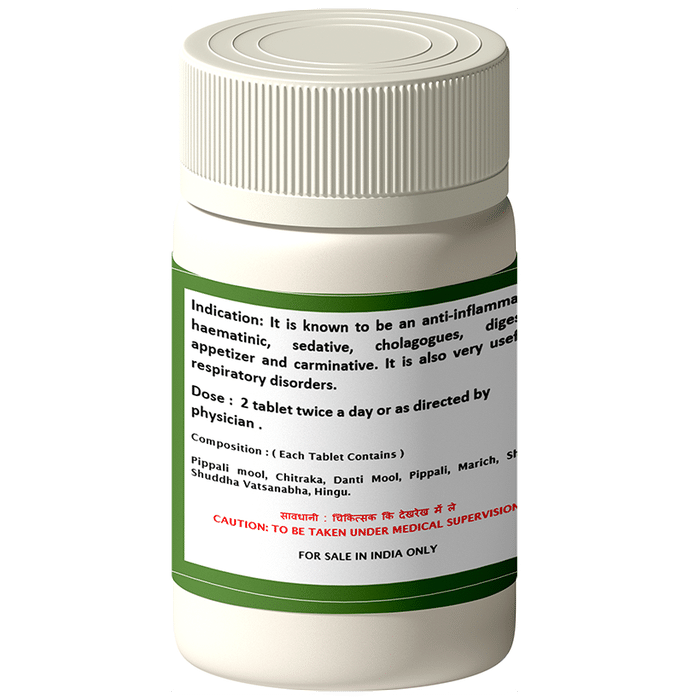 Indication: It is known to be an anti-inflamma
haematinic, sedative, cholagogues, diges
appetizer and carminative. It is also very usef
respiratory disorders.
Dose : 2 tablet twice a day or as directed by
physician .
Composition : ( Each Tablet Contains )
Pippali mool, Chitraka, Danti Mool, Pippali, Marich, Sh
Shuddha Vatsanabha, Hingu.
सावधानी : चिकित्सक कि देखरेख में ले
CAUTION: TO BE TAKEN UNDER MEDICAL SUPERVISION
FOR SALE IN INDIA ONLY